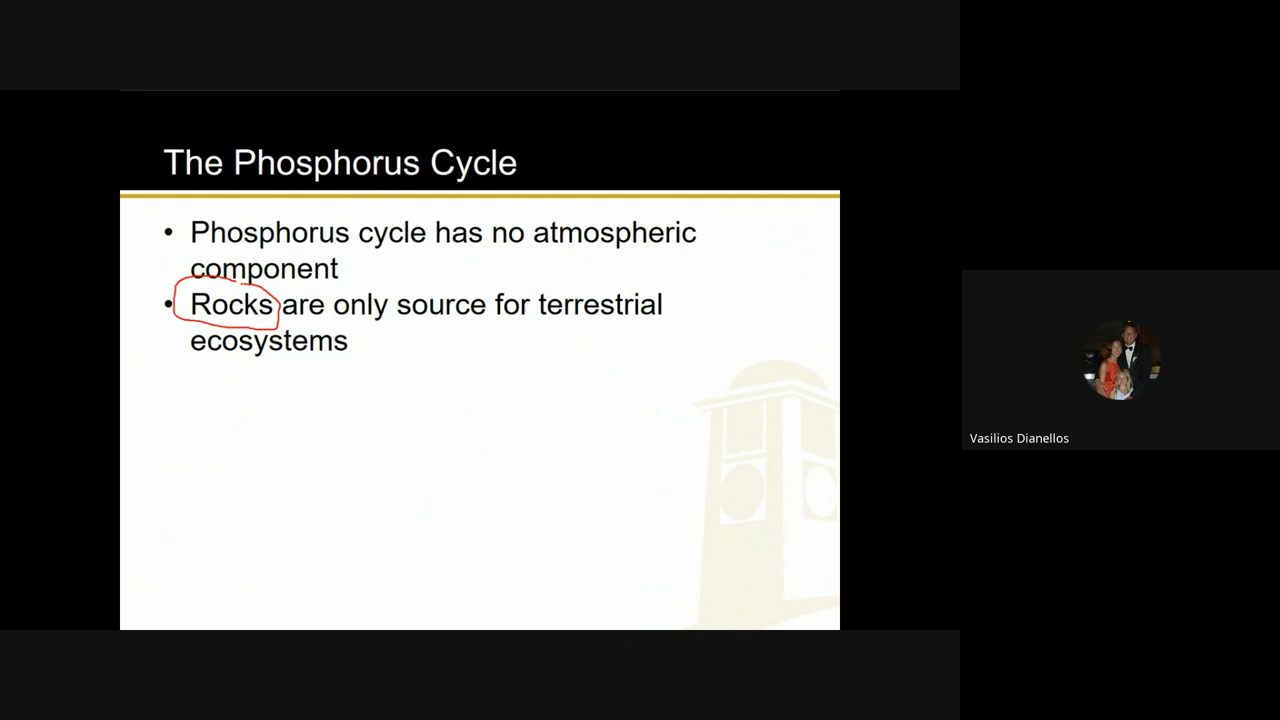 The Phosphorus Cycle
• Phosphorus cycle has no atmospheric
component
• Rocks are only source for terrestrial
ecosystems
Vasilios Dianellos